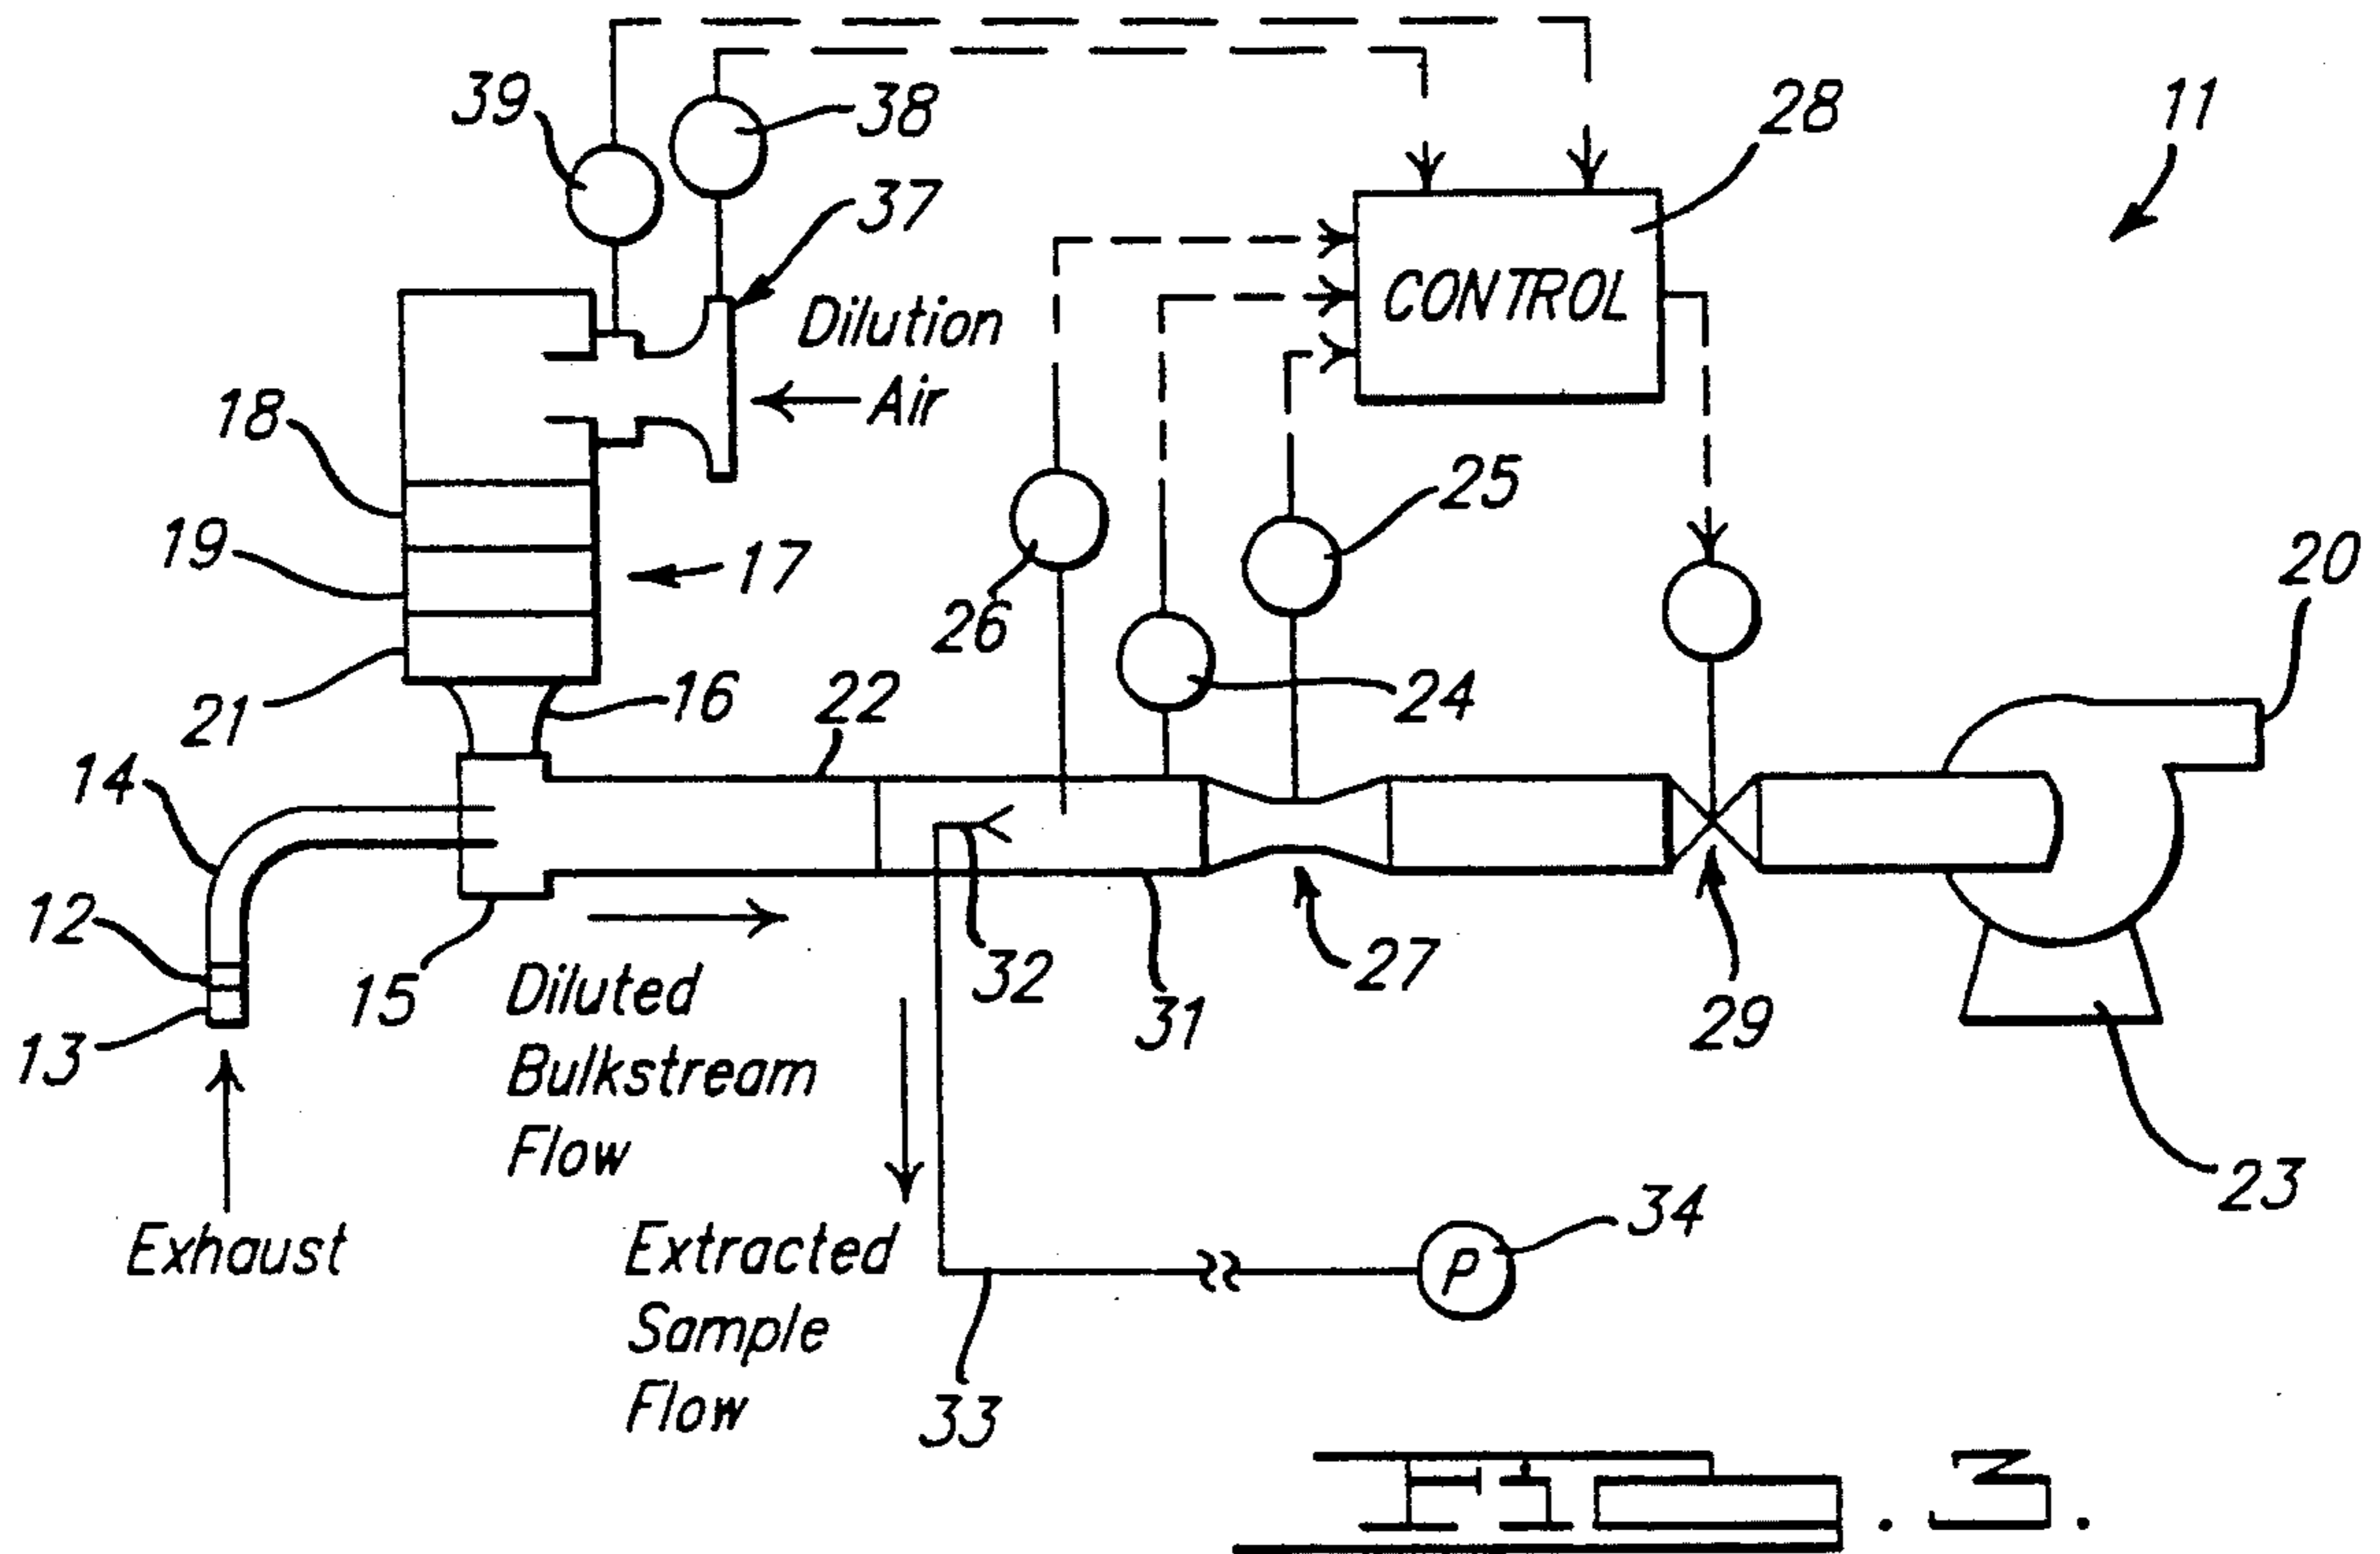 39
38
28
11
37
CONTROL
Dilution
Air
18
25
19
17
20
26
21
16
22
24
14
12
15
32
27
31
29
13
Diluted
Bulkstream
Flow
Exhaust
23
34
P
Extracted
Sample
Flow
33
FIG. 3.